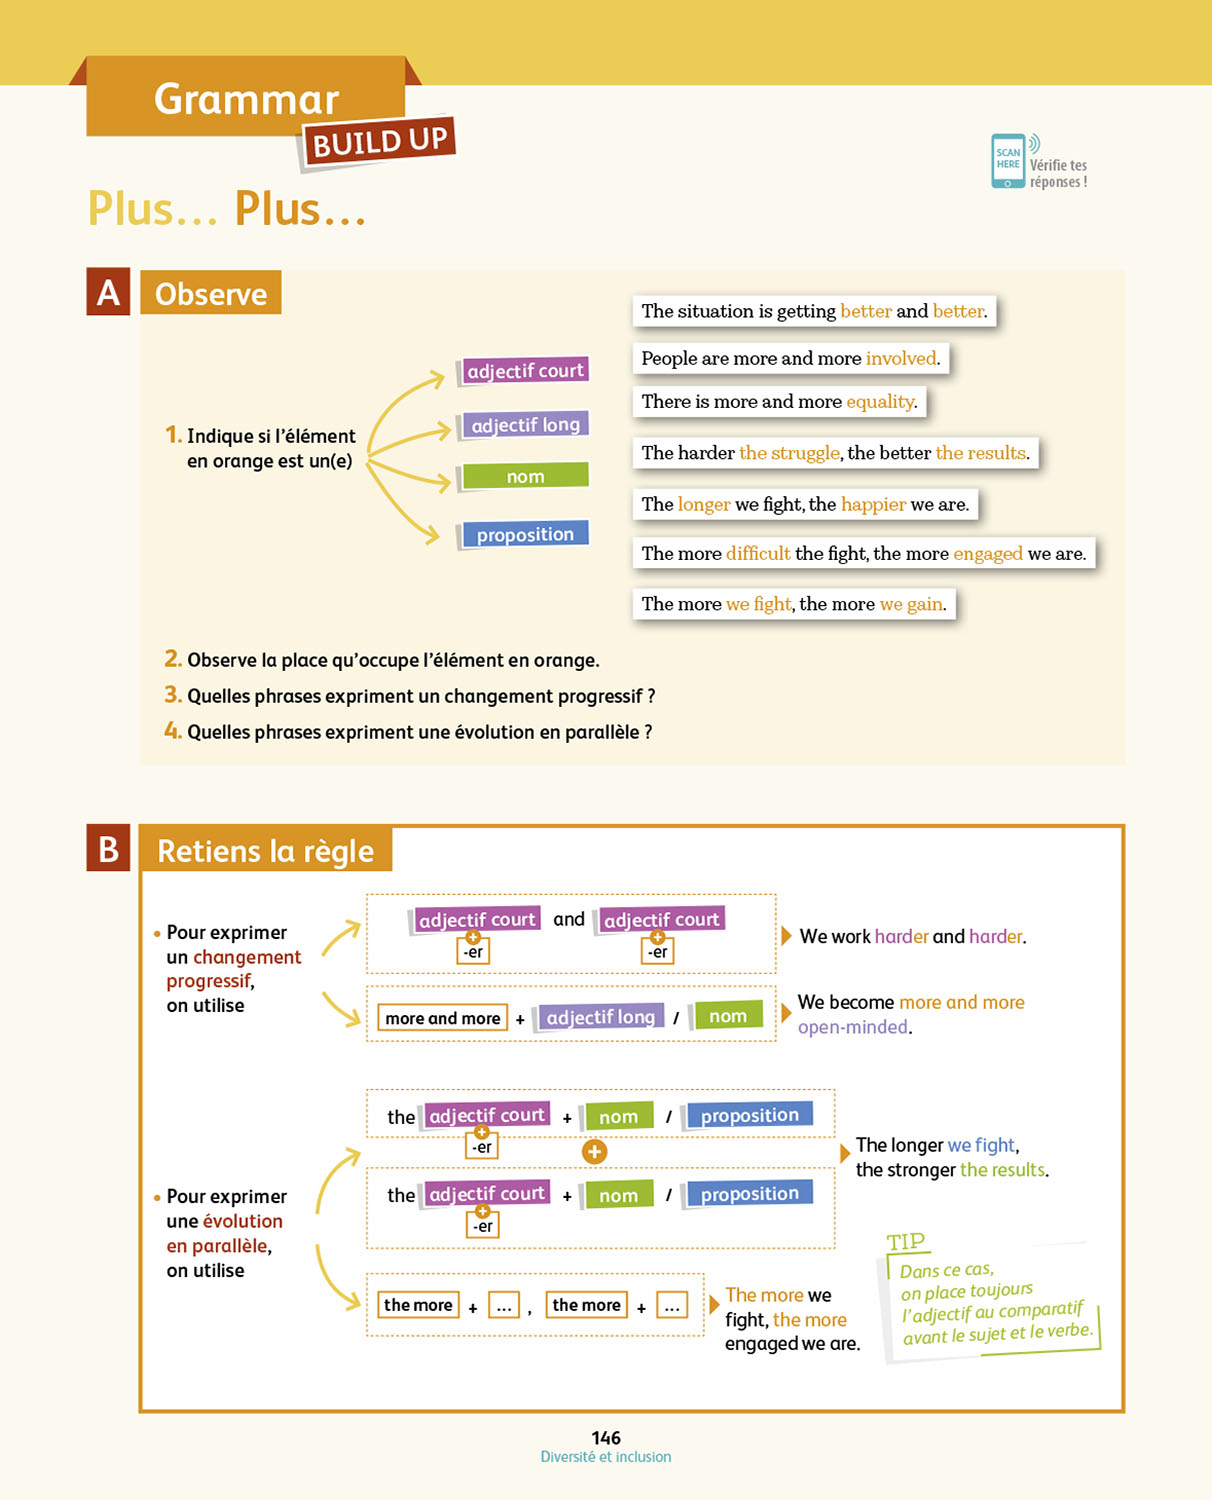 Grammar
BUILD UP
SCAN
HERE
Vérifie tes
réponses !
Plus… Plus…
A
Observe
1. Indique si l'élément
en orange est un(e)
adjectif court
adjectif long
nom
proposition
The situation is getting better and better.
People are more and more involved.
There is more and more equality.
The harder the struggle, the better the results.
The longer we fight, the happier we are.
The more difficult the fight, the more engaged we are.
The more we fight, the more we gain.
2. Observe la place qu'occupe l'élément en orange.
3. Quelles phrases expriment un changement progressif ?
4. Quelles phrases expriment une évolution en parallèle ?
B
Retiens la règle
• Pour exprimer
un changement
progressif,
on utilise
adjectif court and adjectif court
+ +
-er -er
We work harder and harder.
more and more + adjectif long / nom
We become more and more
open-minded.
• Pour exprimer
une évolution
en parallèle,
on utilise
the adjectif court + nom / proposition
+
-er
+
the adjectif court + nom / proposition
+
-er
The longer we fight,
the stronger the results.
the more + ... , the more + ...
The more we
fight, the more
engaged we are.
TIP
Dans ce cas,
on place toujours
l'adjectif au comparatif
avant le sujet et le verbe.
146
Diversité et inclusion